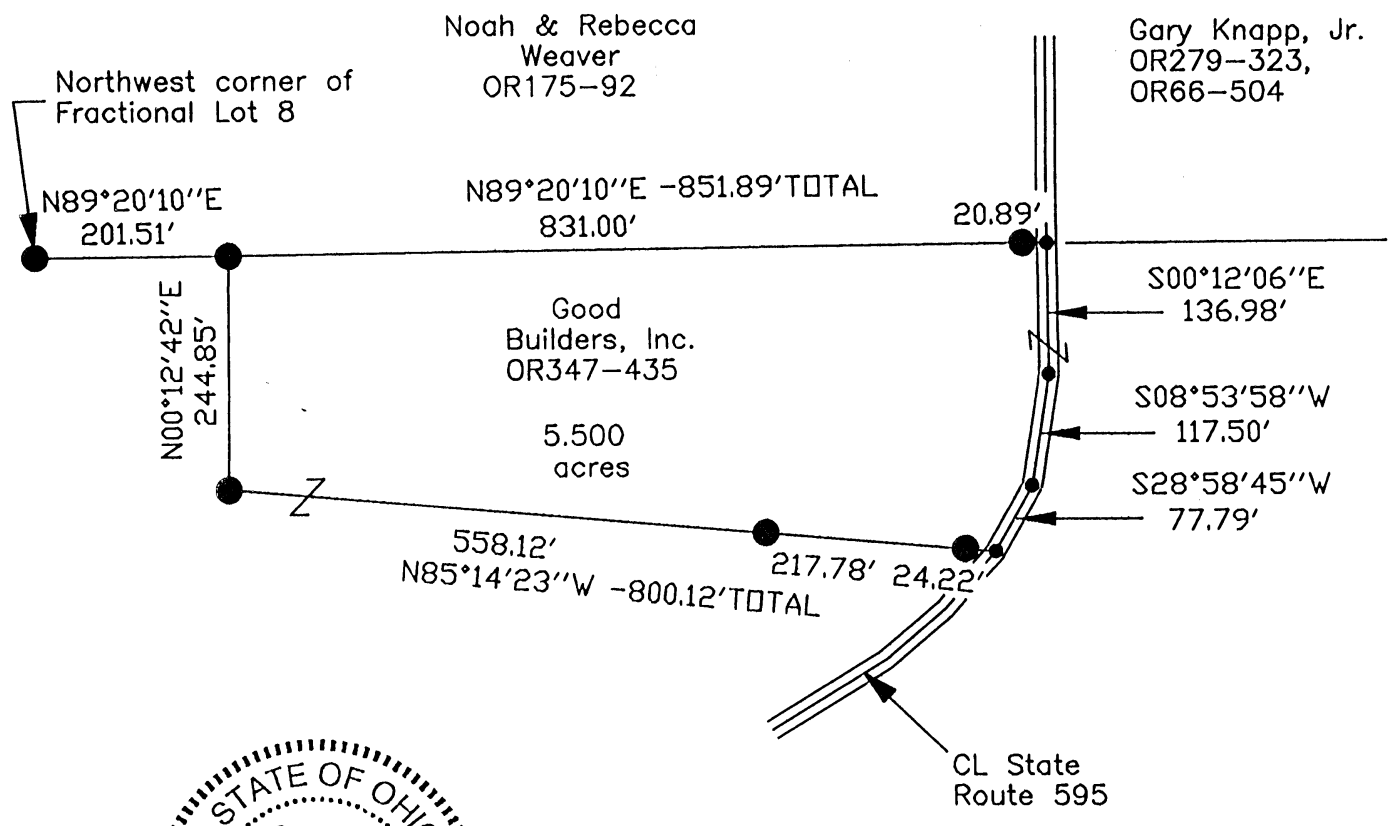 Noah & Rebecca
Weaver
OR175-92
Gary Knapp, Jr.
OR279-323,
OR66-504
Northwest corner of
Fractional Lot 8
N89°20'10''E
201.51'
N89°20'10''E -851.89'TOTAL
831.00'
20.89'
S00°12'06''E
136.98'
N00°12'42''E
244.85'
Good
Builders, Inc.
OR347-435
5.500
acres
S08°53'58''W
117.50'
S28°58'45''W
77.79'
558.12'
217.78'
24.22'
N85°14'23''W -800.12'TOTAL
CL State
Route 595
STATE OF OHIO